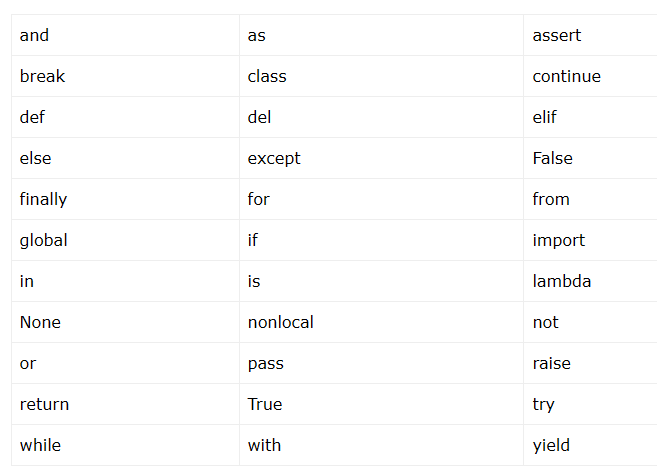 and as assert
break class continue
def del elif
else except False
finally for from
global if import
in is lambda
None nonlocal not
or pass raise
return True try
while with yield